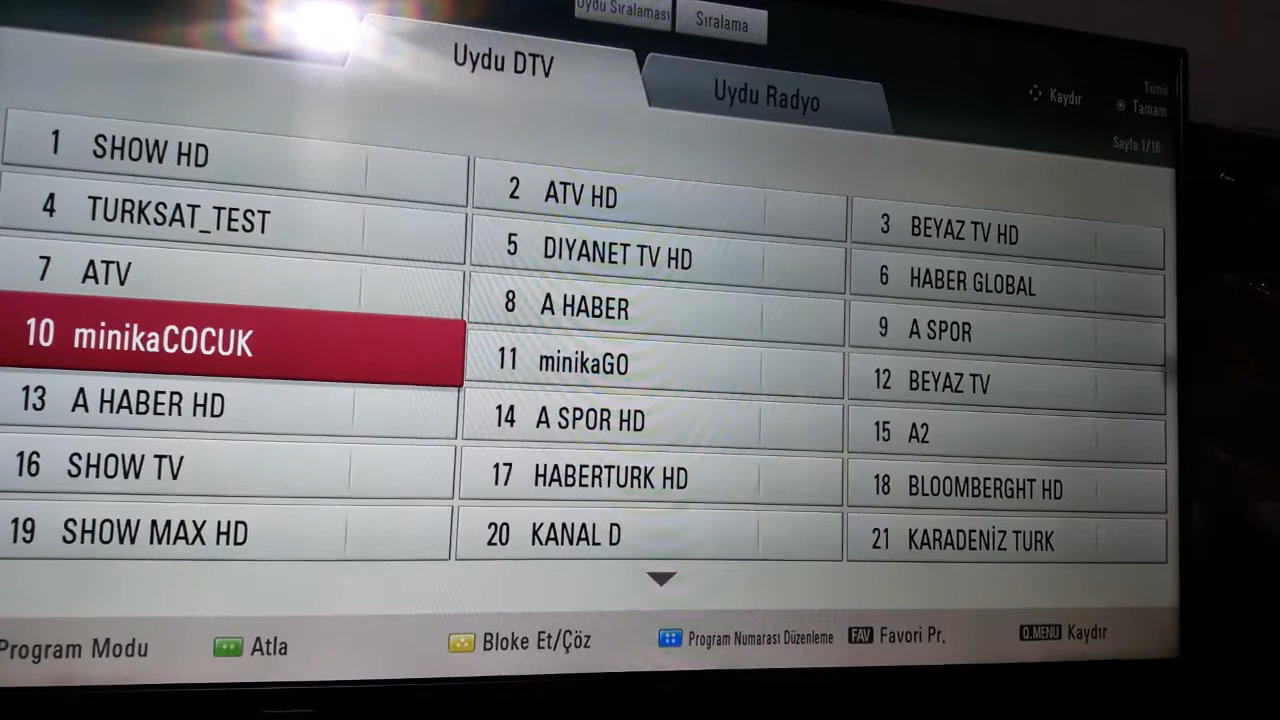 Uydu Sıralaması Sıralama
Uydu DTV Uydu Radyo
Kaydır
Tümü
Tamam
Sayfa 1/16
1 SHOW HD
2 ATV HD
3 BEYAZ TV HD
4 TURKSAT_TEST
5 DIYANET TV HD
6 HABER GLOBAL
7 ATV
8 A HABER
9 A SPOR
10 minikaCOCUK
11 minikaGO
12 BEYAZ TV
13 A HABER HD
14 A SPOR HD
15 A2
16 SHOW TV
17 HABERTURK HD
18 BLOOMBERGHT HD
19 SHOW MAX HD
20 KANAL D
21 KARADENİZ TURK
Program Modu Atla Bloke Et/Çöz Program Numarası Düzenleme FAV Favori Pr. Q.MENU Kaydır